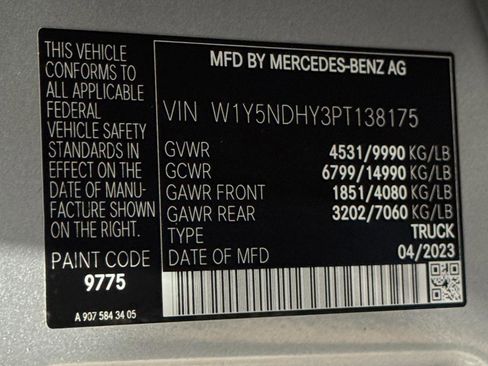 THIS VEHICLE
CONFORMS TO
ALL APPLICABLE
FEDERAL
VEHICLE SAFETY
STANDARDS IN
EFFECT ON THE
DATE OF MANU-
FACTURE SHOWN
ON THE RIGHT.
PAINT CODE
9775
A 907 584 34 05
MFD BY MERCEDES-BENZ AG
VIN W1Y5NDHY3PT138175
GVWR 4531/9990 KG/LB
GCWR 6799/14990 KG/LB
GAWR FRONT 1851/4080 KG/LB
GAWR REAR 3202/7060 KG/LB
TYPE TRUCK
DATE OF MFD 04/2023